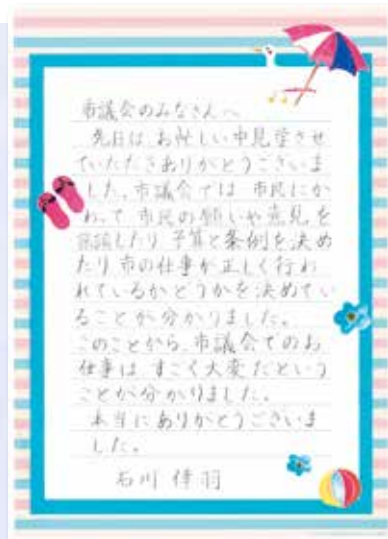 市議会のみなさんへ
先日は、お忙しい中見学させ
ていただきありがとうございま
した。市議会では、市民にか
わって市民の願いや意見を
したり予算と条例を決め
たり市の仕事が正しく行わ
れているかどうかを決めてい
ることが分かりました。
このことから、市議会でのお
仕事は、すごく大変だという
ことが分かりました。
本当にありがとうございま
した。
石川